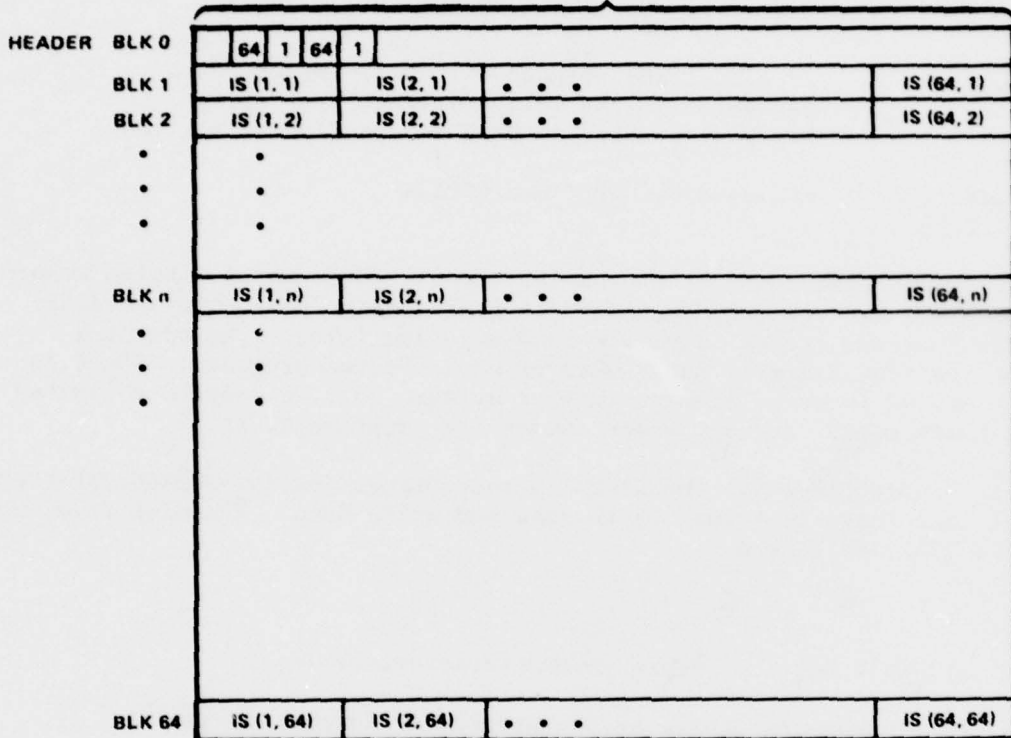 HEADER BLK 0 64 1 64 1
BLK 1 IS (1, 1) IS (2, 1) • • • IS (64, 1)
BLK 2 IS (1, 2) IS (2, 2) • • • IS (64, 2)
• •
• •
• •
BLK n IS (1, n) IS (2, n) • • • IS (64, n)
• •
• •
• •
BLK 64 IS (1, 64) IS (2, 64) • • • IS (64, 64)